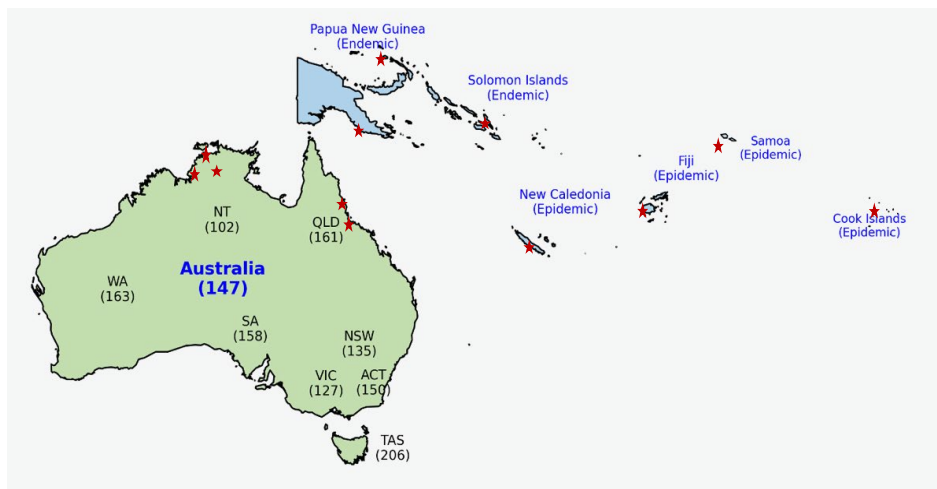 Papua New Guinea
(Endemic)
Solomon Islands
(Endemic)
Samoa
(Epidemic)
Fiji
(Epidemic)
New Caledonia
(Epidemic)
Cook Islands
(Epidemic)
NT
(102)
QLD
(161)
Australia
(147)
WA
(163)
SA
(158)
NSW
(135)
VIC
(127)
ACT
(150)
TAS
(206)